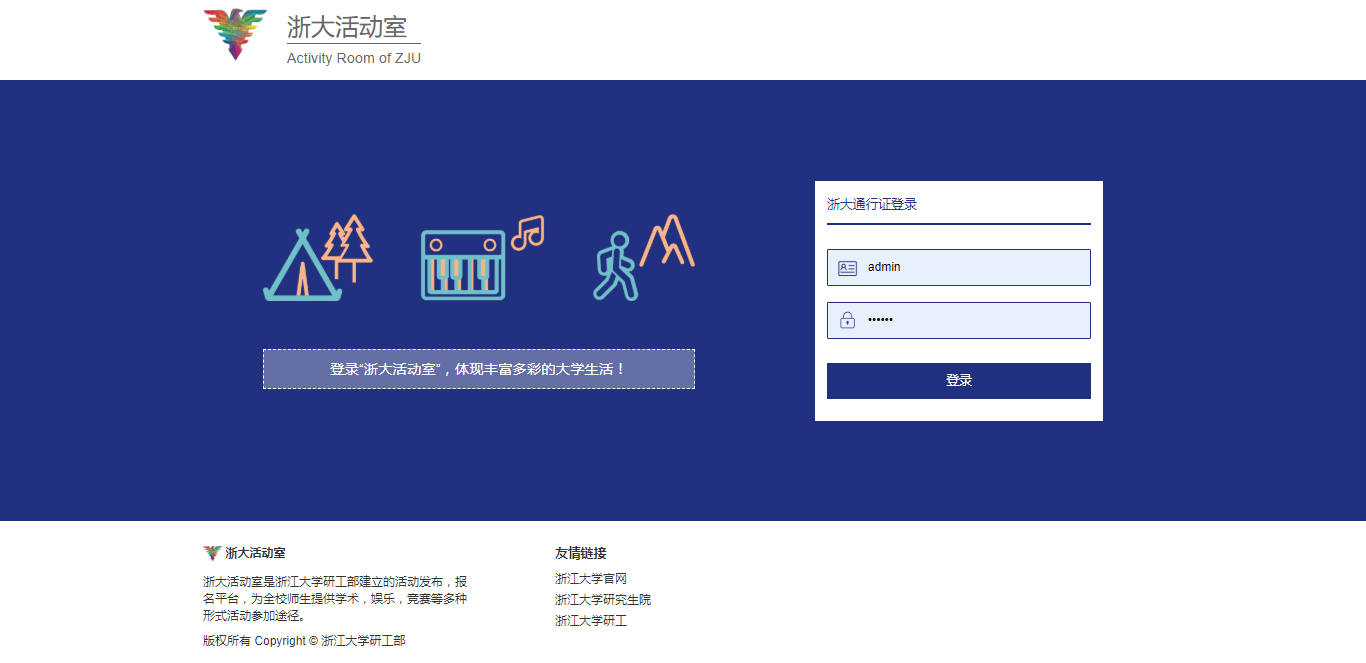 浙大活动室
Activity Room of ZJU
浙大通行证登录
admin
••••••
登录
登录“浙大活动室”，体现丰富多彩的大学生活！
浙大活动室
浙大活动室是浙江大学研工部建立的活动发布，报
名平台，为全校师生提供学术，娱乐，竞赛等多种
形式活动参加途径。
版权所有 Copyright © 浙江大学研工部
友情链接
浙江大学官网
浙江大学研究生院
浙江大学研工